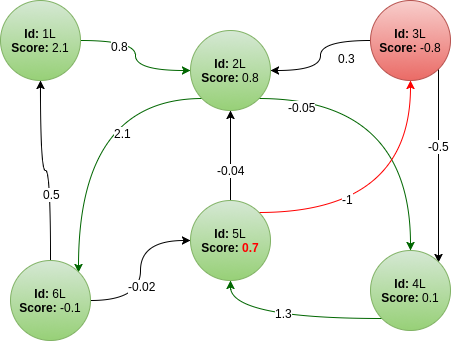 Id: 1L
Score: 2.1
0.8
Id: 2L
Score: 0.8
0.3
Id: 3L
Score: -0.8
2.1
-0.05
-0.5
-0.04
0.5
-1
Id: 5L
Score: 0.7
Id: 6L
Score: -0.1
-0.02
Id: 4L
Score: 0.1
1.3